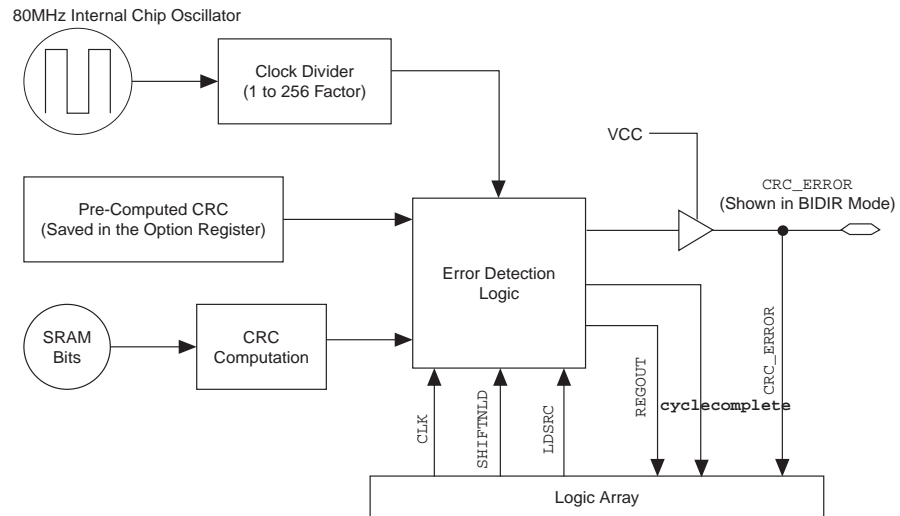 80MHz Internal Chip Oscillator
Clock Divider
(1 to 256 Factor)
VCC
CRC_ERROR
(Shown in BIDIR Mode)
Pre-Computed CRC
(Saved in the Option Register)
Error Detection
Logic
SRAM
Bits
CRC
Computation
CLK
SHIFTNLD
LDSRC
REGOUT
cyclecomplete
CRC_ERROR
Logic Array